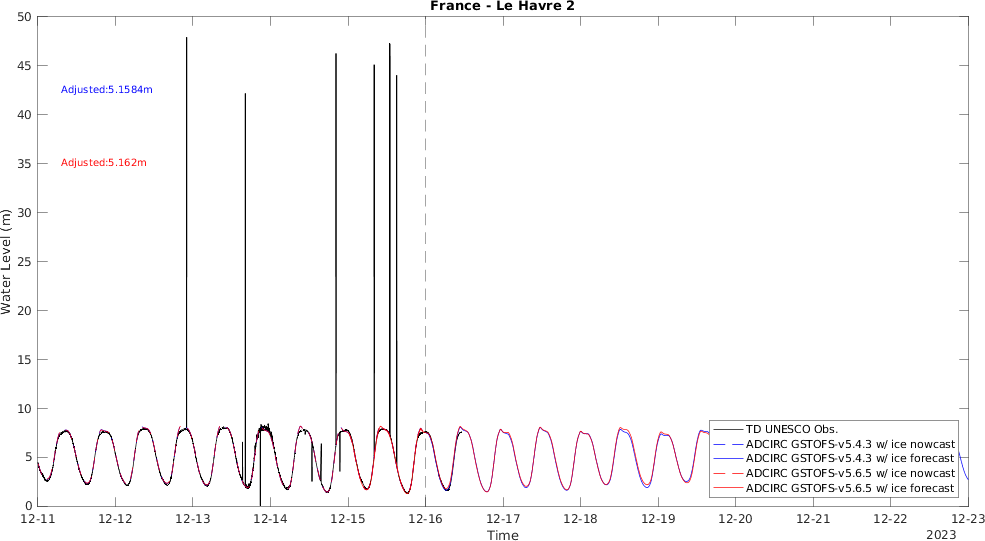 France - Le Havre 2
50
45
40
35
30
25
20
15
10
5
0
Water Level (m)
Adjusted:5.1584m
Adjusted:5.162m
TD UNESCO Obs.
ADCIRC GSTOFS-v5.4.3 w/ ice nowcast
ADCIRC GSTOFS-v5.4.3 w/ ice forecast
ADCIRC GSTOFS-v5.6.5 w/ ice nowcast
ADCIRC GSTOFS-v5.6.5 w/ ice forecast
12-11 12-12 12-13 12-14 12-15 12-16 12-17 12-18 12-19 12-20 12-21 12-22 12-23
Time
2023